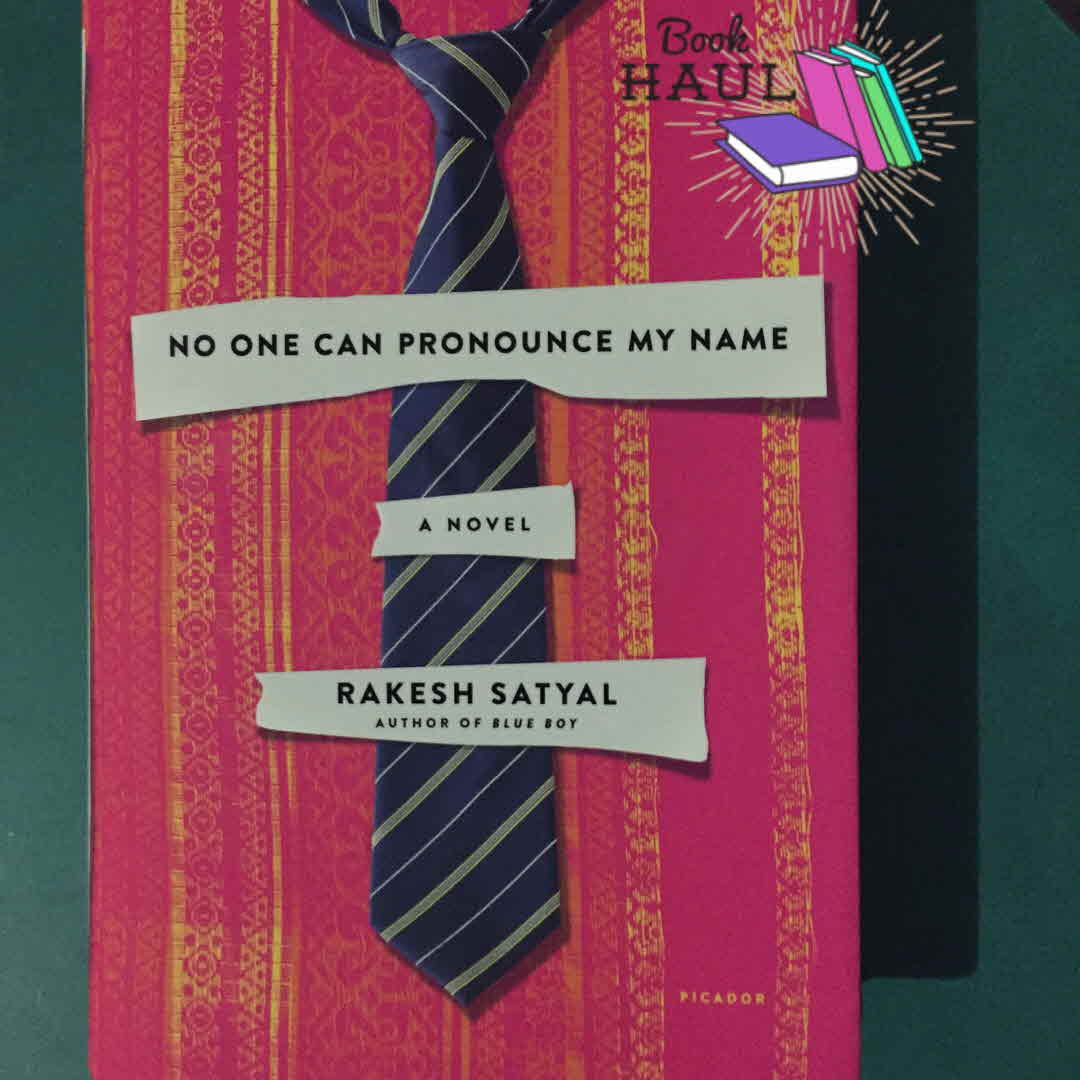 Book
HAUL
NO ONE CAN PRONOUNCE MY NAME
A NOVEL
RAKESH SATYAL
AUTHOR OF BLUE BOY
PICADOR